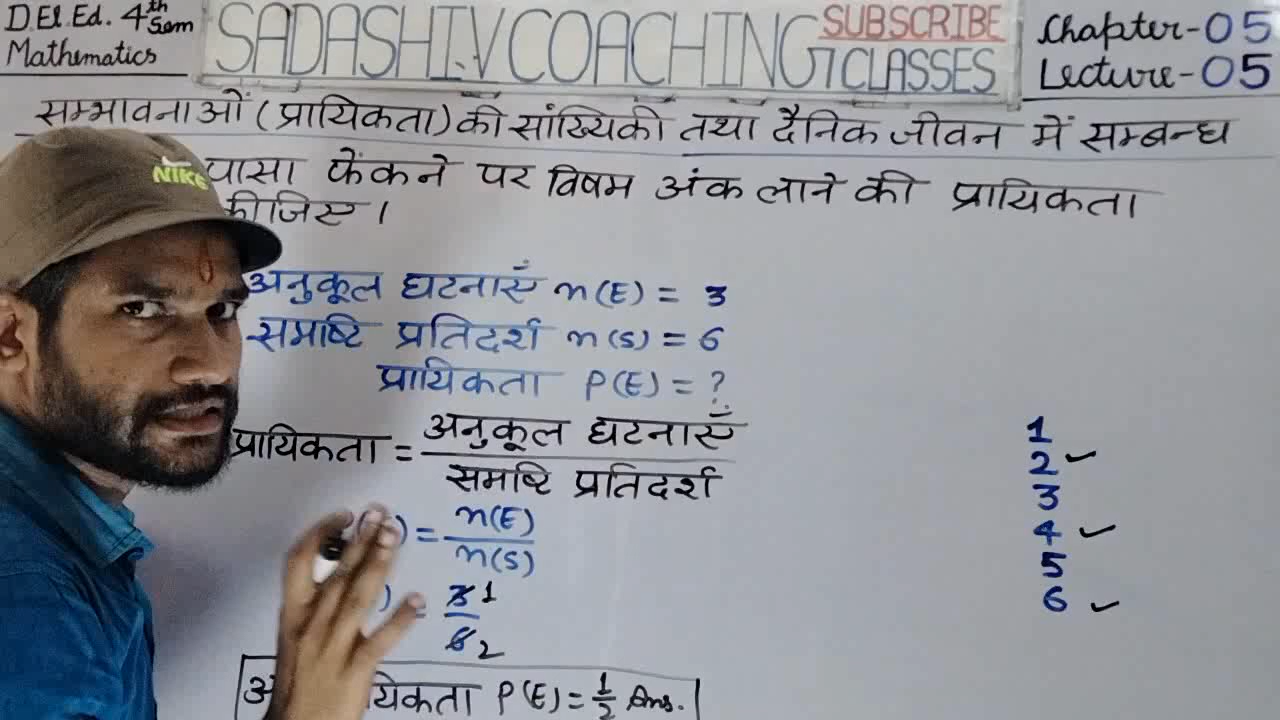 D.El.Ed. 4th Sem
Mathematics
SADASHIV COACHING CLASSES
SUBSCRIBE
Chapter-05
Lecture-05
सम्भावनाओं (प्रायिकता) की सांख्यिकी तथा दैनिक जीवन में सम्बन्ध
पासा फेंकने पर विषम अंक लाने की प्रायिकता
कीजिए।
अनुकूल घटनाएँ n(E) = 3
समष्टि प्रतिदर्श n(S) = 6
प्रायिकता P(E) = ?
प्रायिकता = अनुकूल घटनाएँ
समष्टि प्रतिदर्श
= n(E)
n(S)
= 3 1
6 2
प्रायिकता P(E) = 1/2 Ans.
1
2 ✓
3
4 ✓
5
6 ✓
NIKE